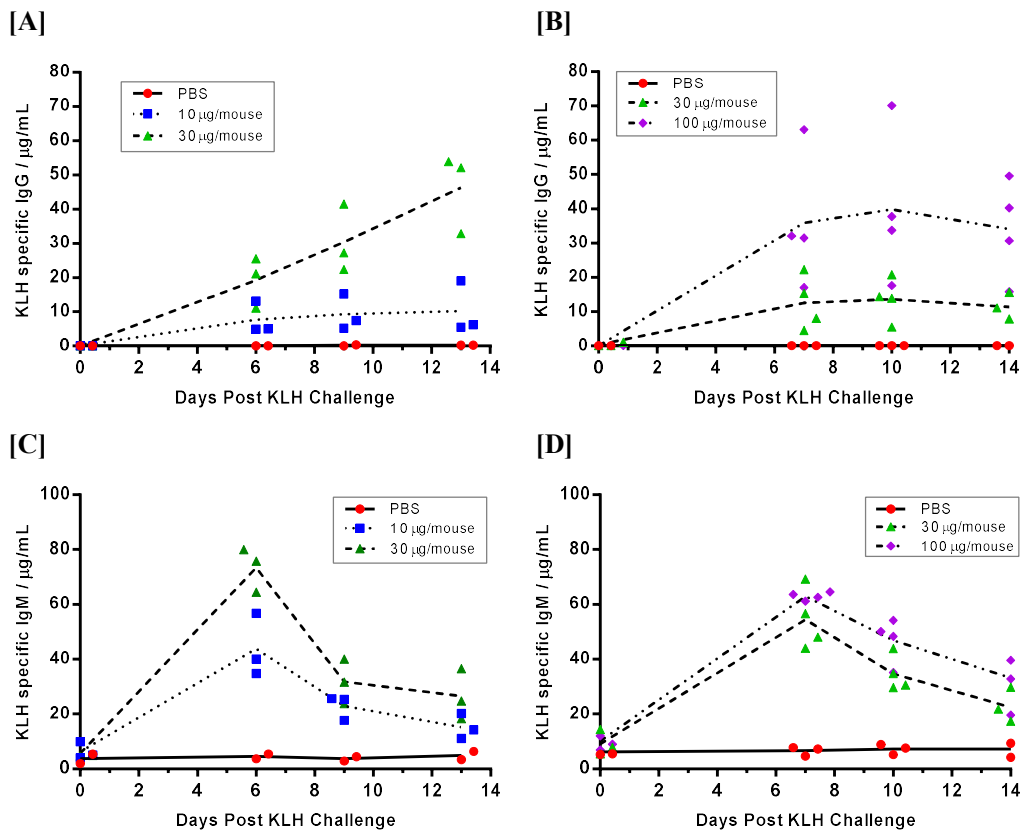 [A]
KLH specific IgG / µg/mL
80
70
60
50
40
30
20
10
0
PBS
10 µg/mouse
30 µg/mouse
0 2 4 6 8 10 12 14
Days Post KLH Challenge
[B]
KLH specific IgG / µg/mL
80
70
60
50
40
30
20
10
0
PBS
30 µg/mouse
100 µg/mouse
0 2 4 6 8 10 12 14
Days Post KLH Challenge
[C]
KLH specific IgM / µg/mL
100
80
60
40
20
0
PBS
10 µg/mouse
30 µg/mouse
0 2 4 6 8 10 12 14
Days Post KLH Challenge
[D]
KLH specific IgM / µg/mL
100
80
60
40
20
0
PBS
30 µg/mouse
100 µg/mouse
0 2 4 6 8 10 12 14
Days Post KLH Challenge